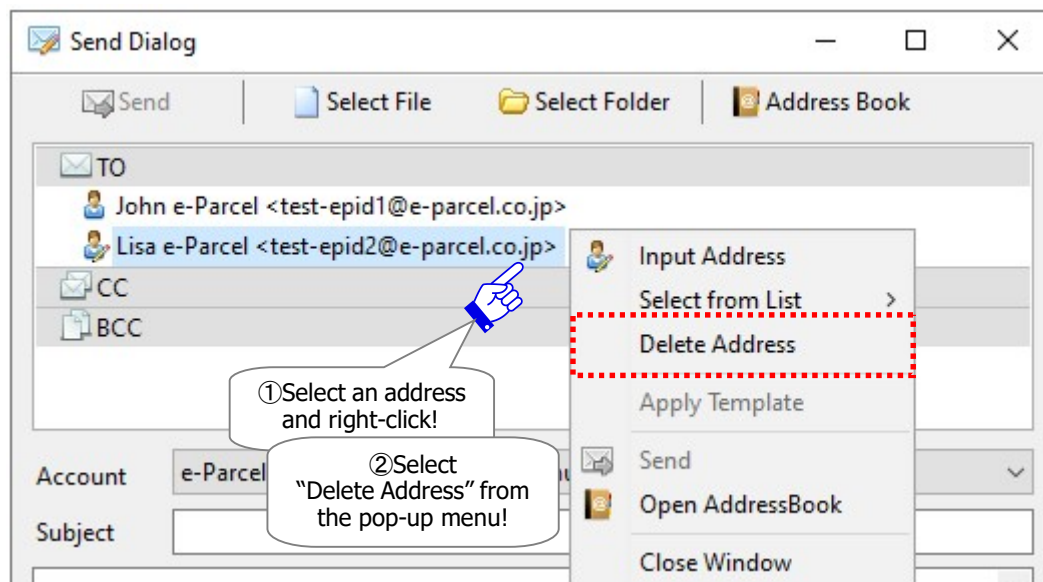 Send Dialog
Send Select File Select Folder Address Book
TO
John e-Parcel <test-epid1@e-parcel.co.jp>
Lisa e-Parcel <test-epid2@e-parcel.co.jp>
CC
BCC
Input Address
Select from List
Delete Address
Apply Template
Send
Open AddressBook
Close Window
①Select an address
and right-click!
②Select
“Delete Address” from
the pop-up menu!
Account e-Parcel
Subject